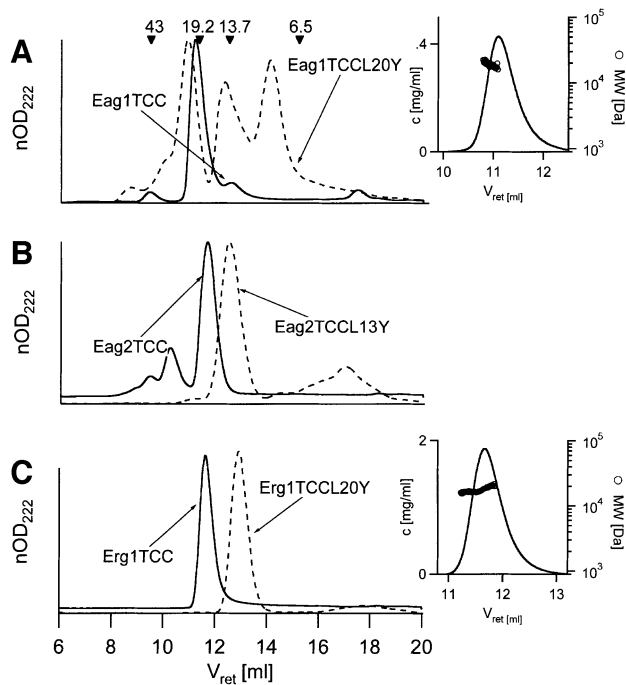 A
43 19.2 13.7 6.5
nOD222
Eag1TCC
Eag1TCCL20Y
.4
0
c [mg/ml]
10 11 12
Vret [ml]
10^5
10^4
10^3
○ MW [Da]
B
nOD222
Eag2TCC
Eag2TCCL13Y
C
nOD222
Erg1TCC
Erg1TCCL20Y
6 8 10 12 14 16 18 20
Vret [ml]
2
0
c [mg/ml]
11 12 13
Vret [ml]
10^5
10^4
10^3
○ MW [Da]